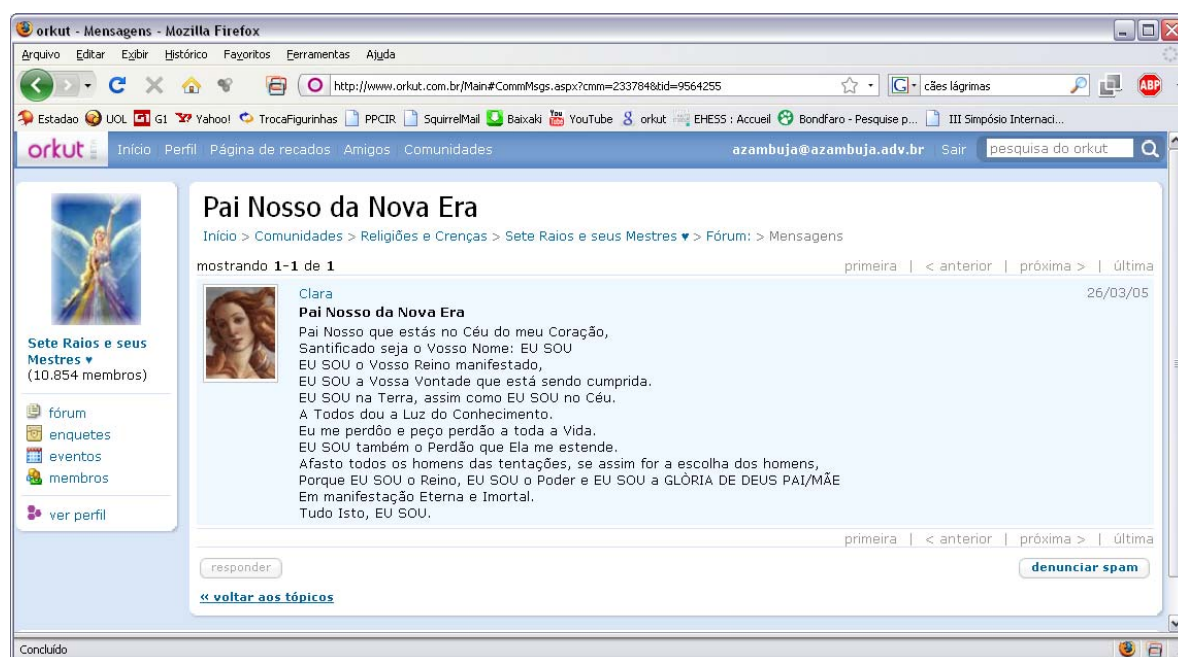 orkut - Mensagens - Mozilla Firefox
Arquivo Editar Exibir Histórico Favoritos Ferramentas Ajuda
http://www.orkut.com.br/Main#CommMsgs.aspx?cmm=233784&tid=9564255 G cães lágrimas ABP
Estadao UOL G1 Yahoo! TrocaFigurinhas PPCIR SquirrelMail Baixaki YouTube orkut EHESS : Accueil Bondfaro - Pesquise p... III Simpósio Internaci...
orkut Início Perfil Página de recados Amigos Comunidades azambuja@azambuja.adv.br Sair pesquisa do orkut
Sete Raios e seus
Mestres ♥
(10.854 membros)
fórum
enquetes
eventos
membros
ver perfil
Pai Nosso da Nova Era
Início > Comunidades > Religiões e Crenças > Sete Raios e seus Mestres ♥ > Fórum: > Mensagens
mostrando 1-1 de 1 primeira | < anterior | próxima > | última
Clara 26/03/05
Pai Nosso da Nova Era
Pai Nosso que estás no Céu do meu Coração,
Santificado seja o Vosso Nome: EU SOU
EU SOU o Vosso Reino manifestado,
EU SOU a Vossa Vontade que está sendo cumprida.
EU SOU na Terra, assim como EU SOU no Céu.
A Todos dou a Luz do Conhecimento.
Eu me perdôo e peço perdão a toda a Vida.
EU SOU também o Perdão que Ela me estende.
Afasto todos os homens das tentações, se assim for a escolha dos homens,
Porque EU SOU o Reino, EU SOU o Poder e EU SOU a GLÒRIA DE DEUS PAI/MÃE
Em manifestação Eterna e Imortal.
Tudo Isto, EU SOU.
primeira | < anterior | próxima > | última
responder denunciar spam
« voltar aos tópicos
Concluído